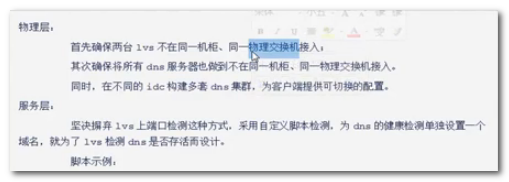 物理层：
首先确保两台 lvs 不在同一机柜、同一物理交换机接入；
其次确保将所有 dns 服务器也做到不在同一机柜、同一物理交换机接入。
同时，在不同的 idc 构建多套 dns 集群，为客户端提供可切换的配置。
服务层：
坚决摒弃 lvs 上端口检测这种方式，采用自定义脚本检测，为 dns 的健康检测单独设置一个
域名，就为了 lvs 检测 dns 是否存活而设计。
脚本示例：